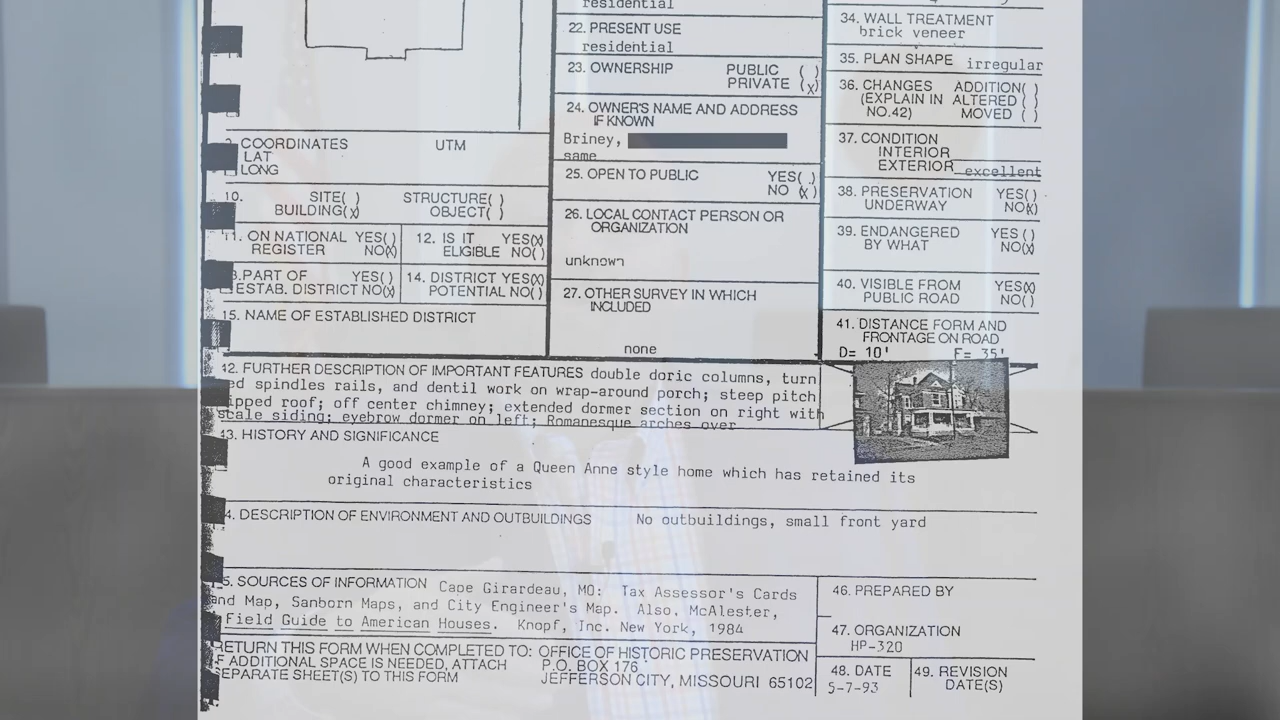 residential
22. PRESENT USE
residential
23. OWNERSHIP PUBLIC ( )
PRIVATE (x)
24. OWNER'S NAME AND ADDRESS
IF KNOWN
Briney,
same
25. OPEN TO PUBLIC YES( )
NO (x)
26. LOCAL CONTACT PERSON OR
ORGANIZATION
unknown
27. OTHER SURVEY IN WHICH
INCLUDED
none
34. WALL TREATMENT
brick veneer
35. PLAN SHAPE irregular
36. CHANGES ADDITION( )
(EXPLAIN IN ALTERED( )
NO.42) MOVED ( )
37. CONDITION
INTERIOR
EXTERIOR excellent
38. PRESERVATION YES( )
UNDERWAY NO(x)
39. ENDANGERED YES ( )
BY WHAT NO(x)
40. VISIBLE FROM YES(x)
PUBLIC ROAD NO( )
41. DISTANCE FORM AND
FRONTAGE ON ROAD
D= 10' F= 35'
COORDINATES UTM
LAT
LONG
10. SITE( ) STRUCTURE( )
BUILDING(x) OBJECT( )
11. ON NATIONAL YES( ) 12. IS IT YES(x)
REGISTER NO(x) ELIGIBLE NO( )
3.PART OF YES( ) 14. DISTRICT YES(x)
ESTAB. DISTRICT NO(x) POTENTIAL NO( )
15. NAME OF ESTABLISHED DISTRICT
42. FURTHER DESCRIPTION OF IMPORTANT FEATURES double doric columns, turn
ed spindles rails, and dentil work on wrap-around porch; steep pitch
ipped roof; off center chimney; extended dormer section on right with
scale siding; eyebrow dormer on left; Romanesque arches over
43. HISTORY AND SIGNIFICANCE
A good example of a Queen Anne style home which has retained its
original characteristics
4. DESCRIPTION OF ENVIRONMENT AND OUTBUILDINGS No outbuildings, small front yard
5. SOURCES OF INFORMATION Cape Girardeau, MO: Tax Assessor's Cards
and Map, Sanborn Maps, and City Engineer's Map. Also, McAlester,
Field Guide to American Houses. Knopf, Inc. New York, 1984
46. PREPARED BY
47. ORGANIZATION
HP-320
RETURN THIS FORM WHEN COMPLETED TO: OFFICE OF HISTORIC PRESERVATION
IF ADDITIONAL SPACE IS NEEDED, ATTACH P.O. BOX 176
SEPARATE SHEET(S) TO THIS FORM JEFFERSON CITY, MISSOURI 65102
48. DATE 49. REVISION
5-7-93 DATE(S)